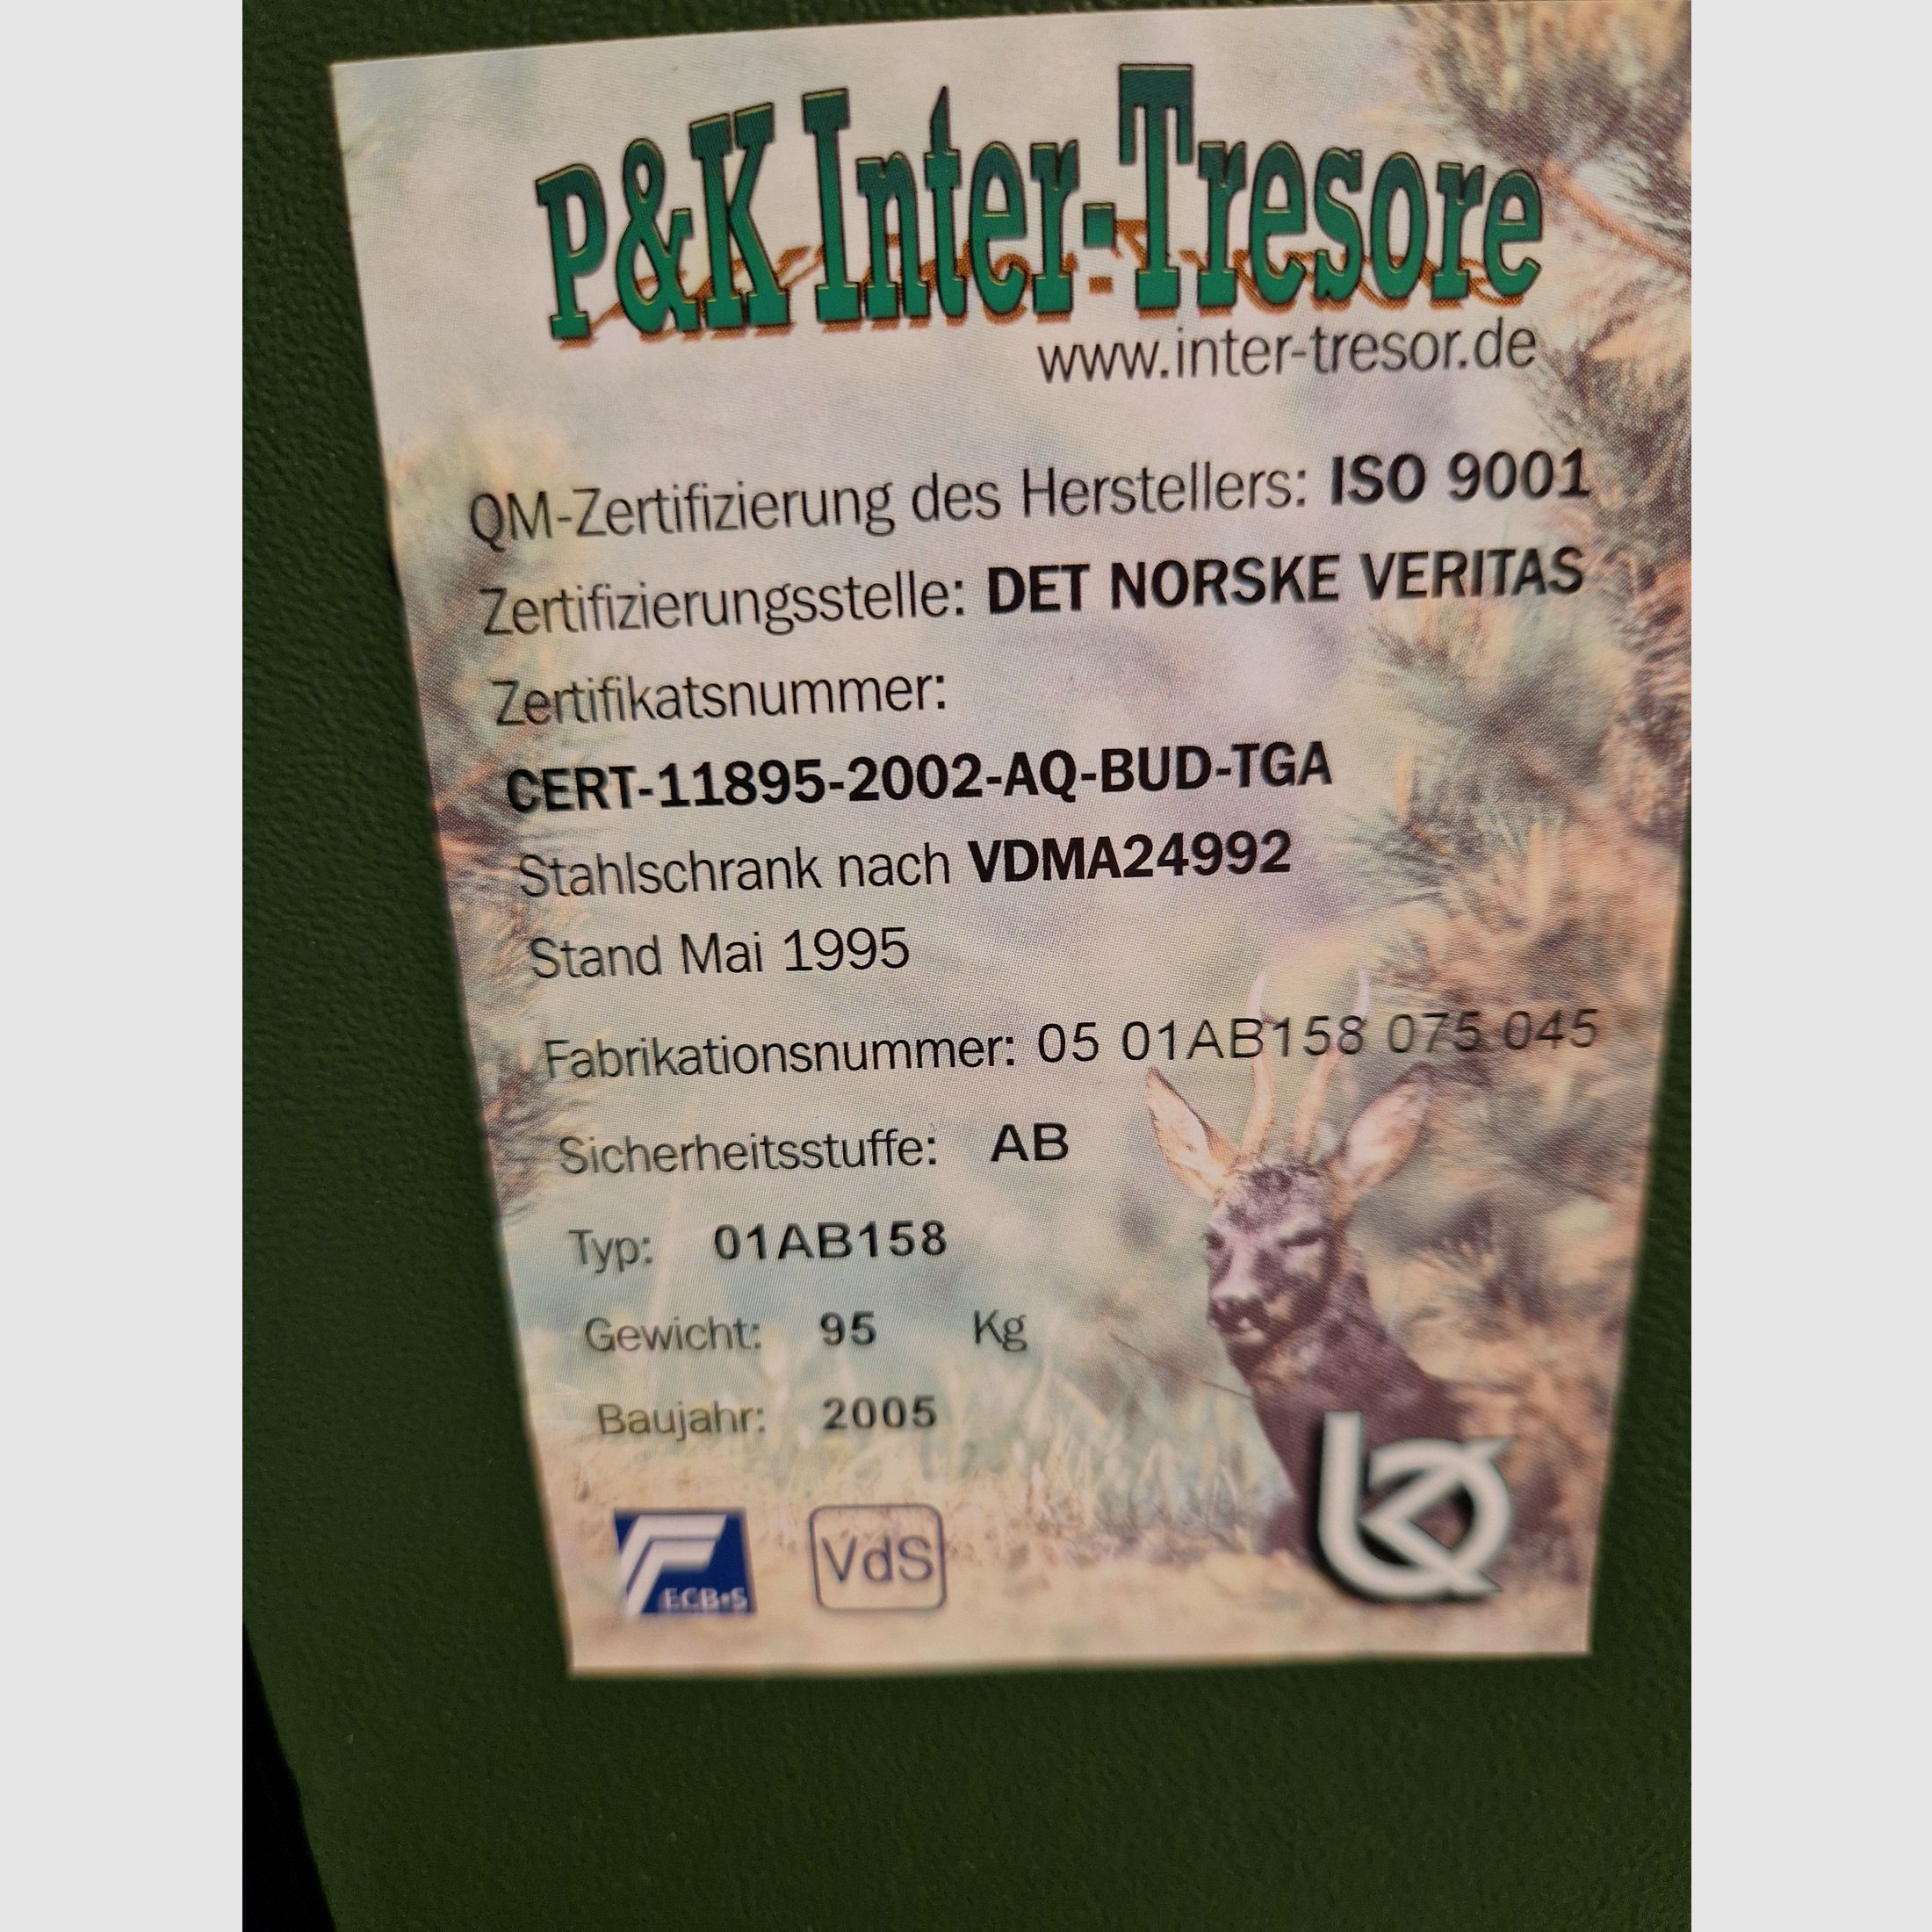 P&K Inter-Tresore
www.inter-tresor.de
QM-Zertifizierung des Herstellers: ISO 9001
Zertifizierungsstelle: DET NORSKE VERITAS
Zertifikatsnummer:
CERT-11895-2002-AQ-BUD-TGA
Stahlschrank nach VDMA24992
Stand Mai 1995
Fabrikationsnummer: 05 01AB158 075 045
Sicherheitsstuffe: AB
Typ: 01AB158
Gewicht: 95 Kg
Baujahr: 2005
ECB•S VdS